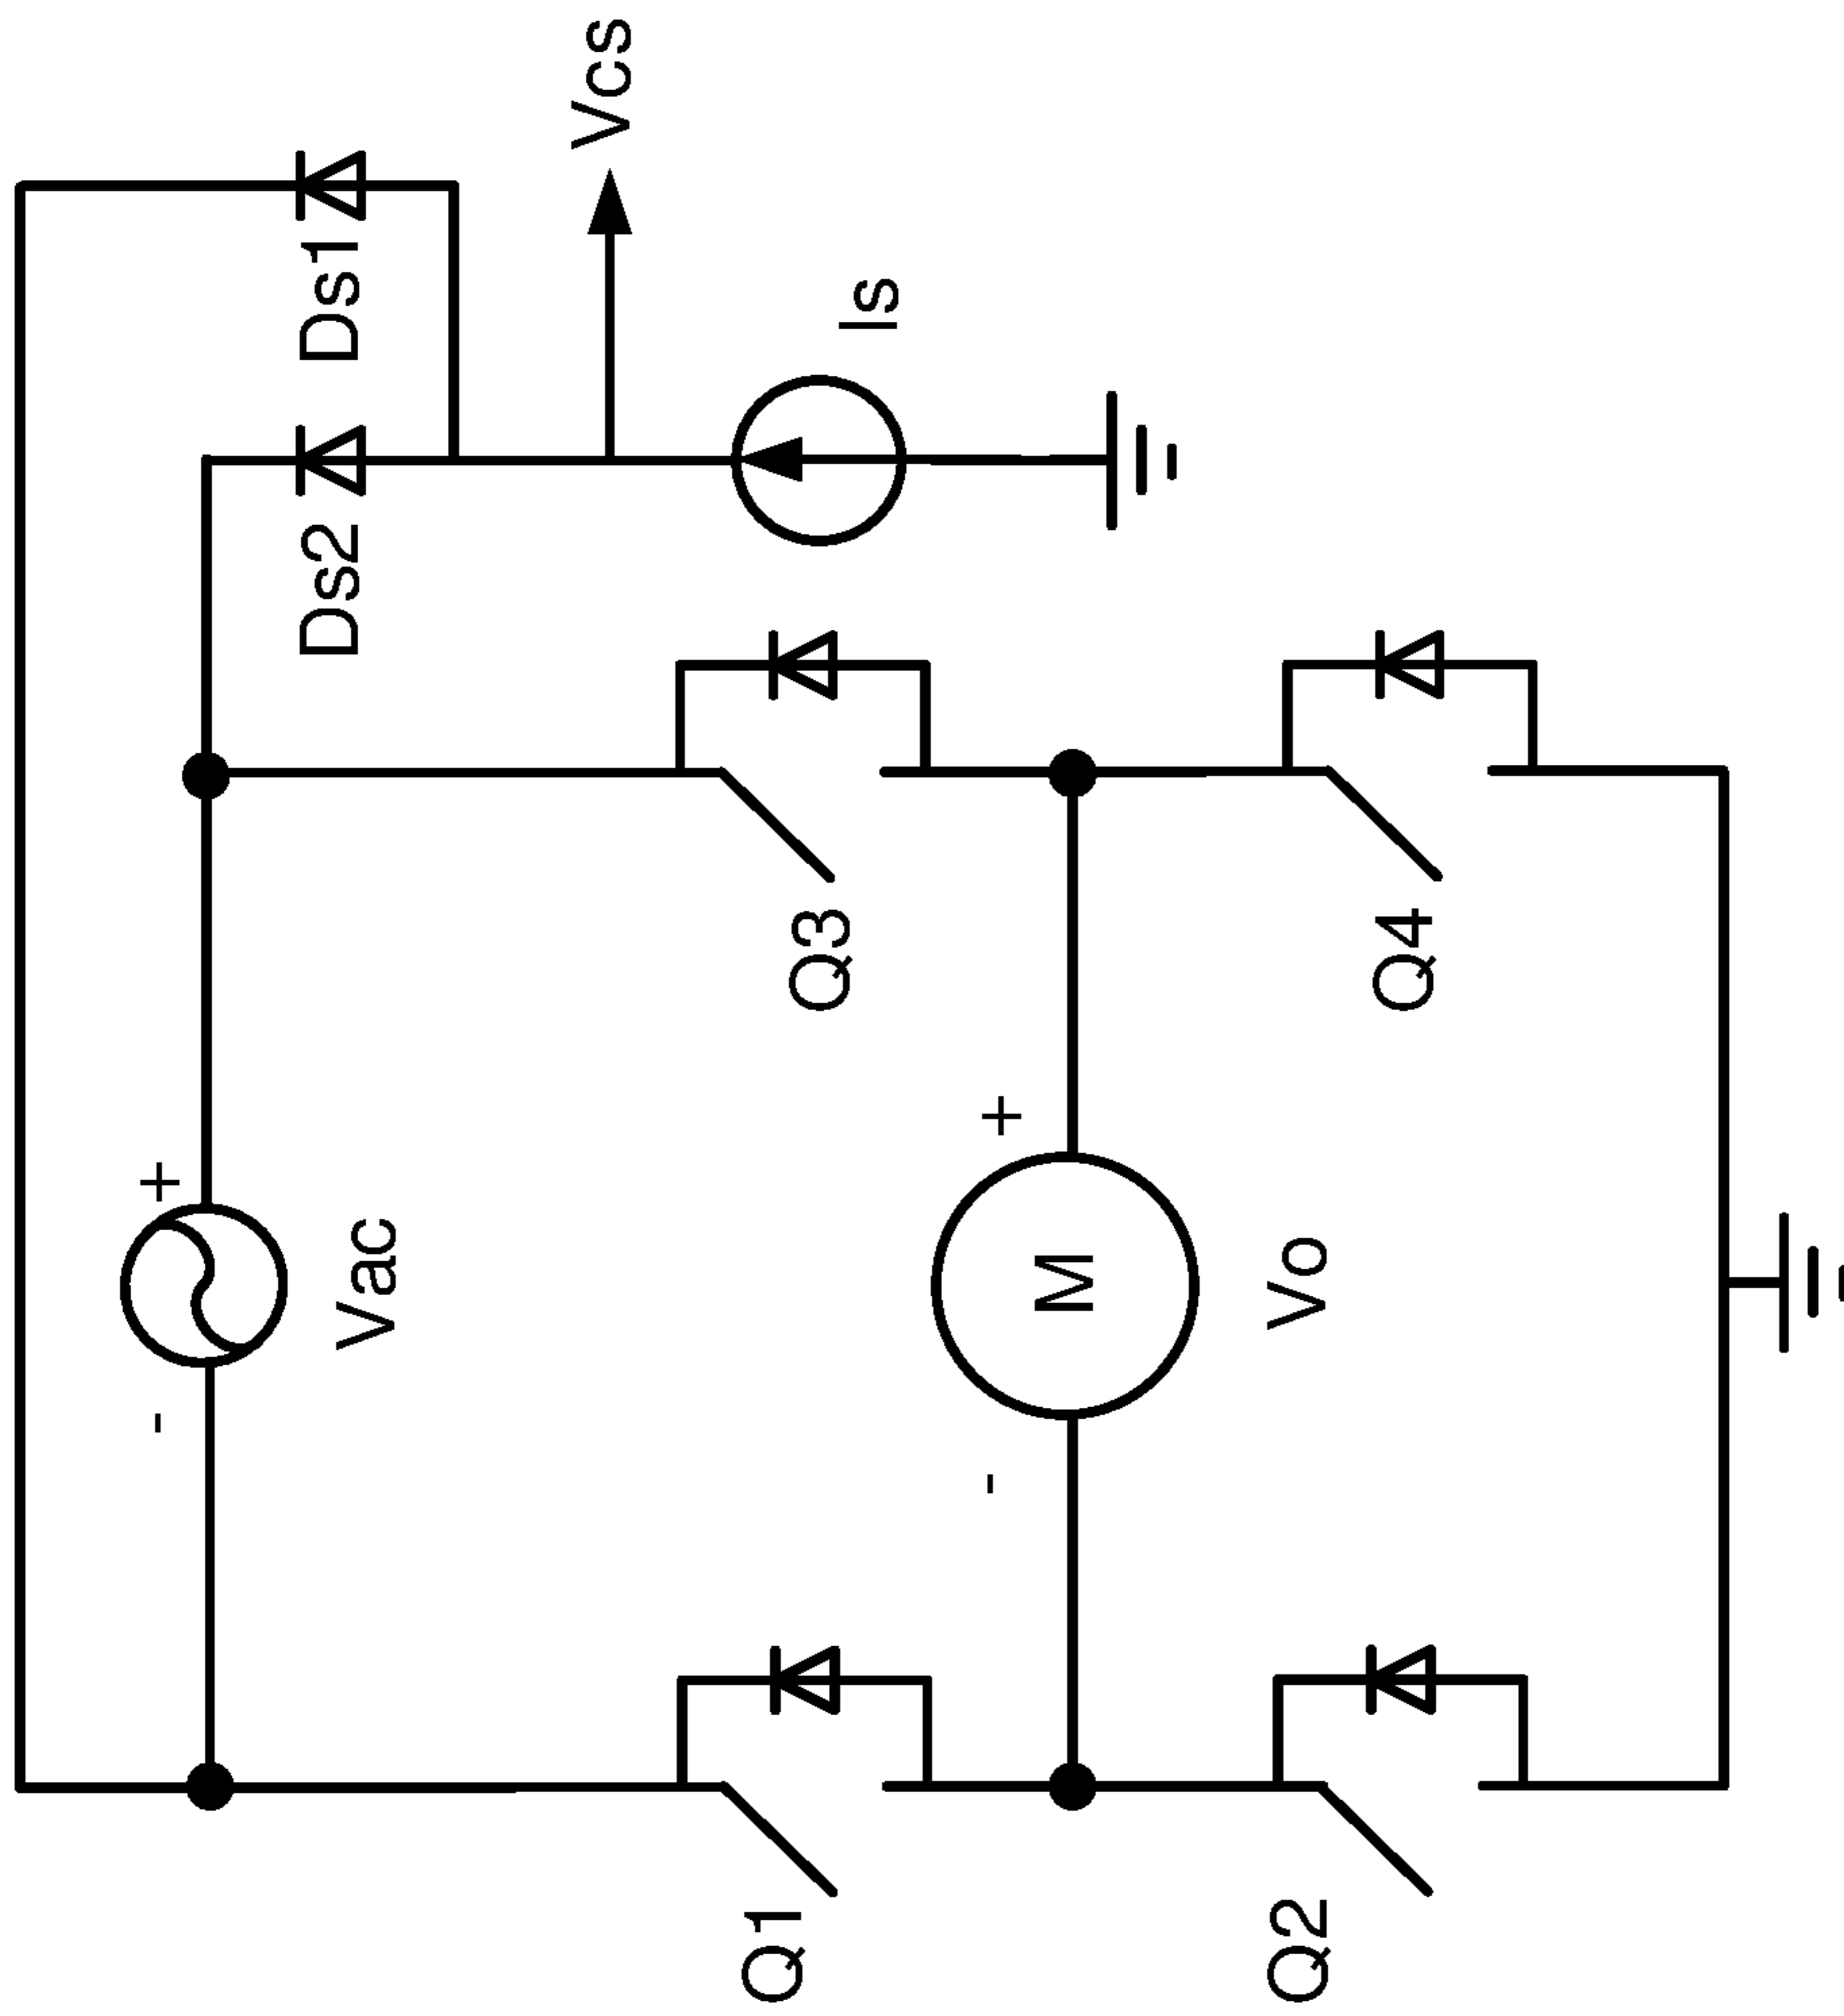 Vcs
Ds1
Is
Ds2
Q3
Q4
+
Vac
-
+
M
Vo
-
Q1
Q2